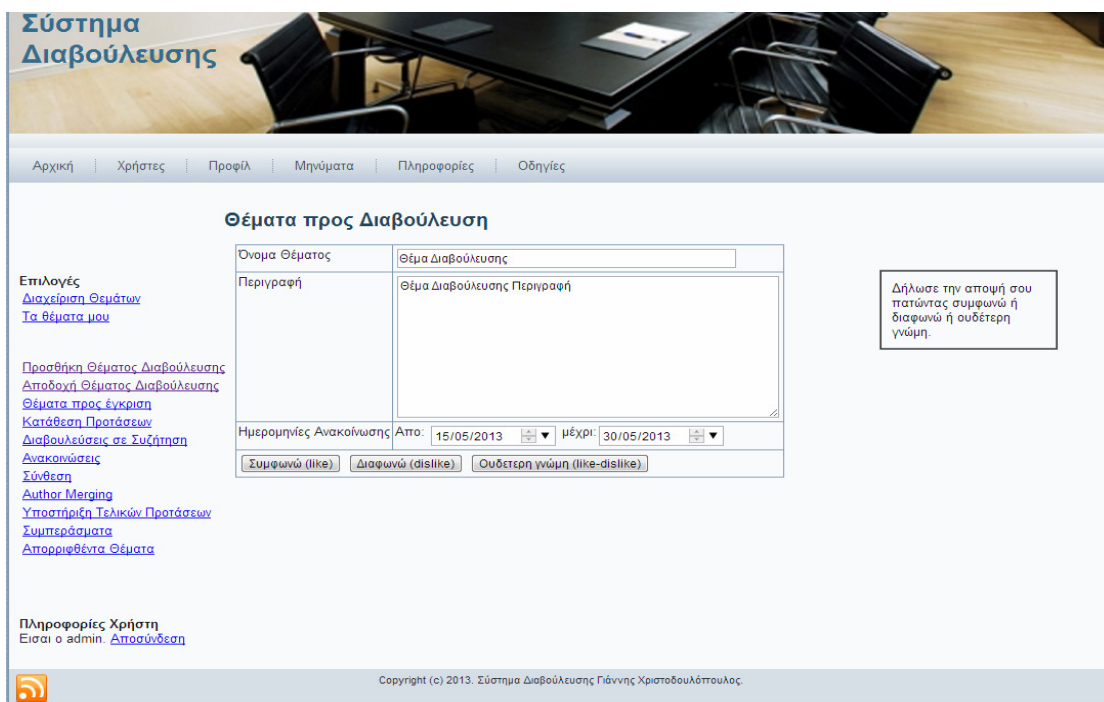 Σύστημα
Διαβούλευσης
Αρχική Χρήστες Προφίλ Μηνύματα Πληροφορίες Οδηγίες
Θέματα προς Διαβούλευση
Επιλογές
Διαχείριση Θεμάτων
Τα θέματα μου
Προσθήκη Θέματος Διαβούλευσης
Αποδοχή Θέματος Διαβούλευσης
Θέματα προς έγκριση
Κατάθεση Προτάσεων
Διαβουλεύσεις σε Συζήτηση
Ανακοινώσεις
Σύνθεση
Author Merging
Υποστήριξη Τελικών Προτάσεων
Συμπεράσματα
Απορριφθέντα Θέματα
Πληροφορίες Χρήστη
Εισαι ο admin. Αποσύνδεση
Όνομα Θέματος Θέμα Διαβούλευσης
Περιγραφή Θέμα Διαβούλευσης Περιγραφή
Ημερομηνίες Ανακοίνωσης Απο: 15/05/2013 μέχρι: 30/05/2013
Συμφωνώ (like) Διαφωνώ (dislike) Ουδετερη γνώμη (like-dislike)
Δήλωσε την αποψή σου
πατώντας συμφωνώ ή
διαφωνώ ή ουδέτερη
γνώμη.
Copyright (c) 2013. Σύστημα Διαβούλευσης Γιάννης Χριστοδουλόπουλος.